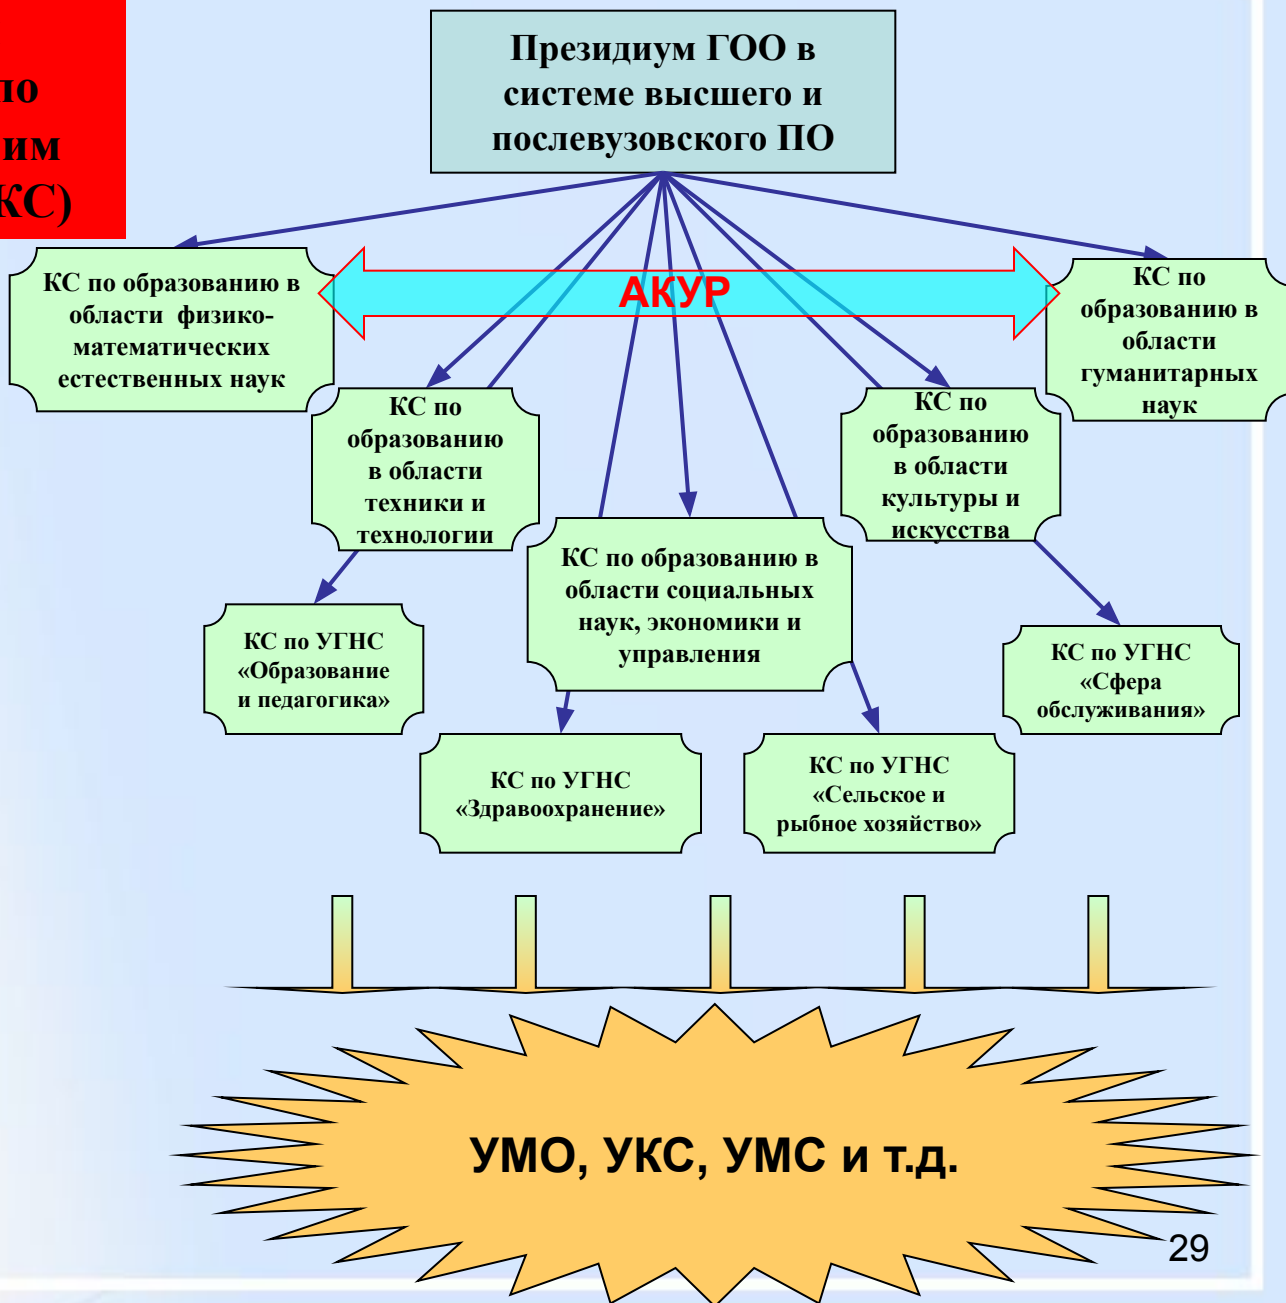 Президиум ГОО в
системе высшего и
послевузовского ПО
АКУР
КС по образованию в
области физико-
математических
естественных наук
КС по
образованию в
области
гуманитарных
наук
КС по
образованию
в области
техники и
технологии
КС по
образованию
в области
культуры и
искусства
КС по образованию в
области социальных
наук, экономики и
управления
КС по УГНС
«Образование
и педагогика»
КС по УГНС
«Сфера
обслуживания»
КС по УГНС
«Здравоохранение»
КС по УГНС
«Сельское и
рыбное хозяйство»
УМО, УКС, УМС и т.д.
29